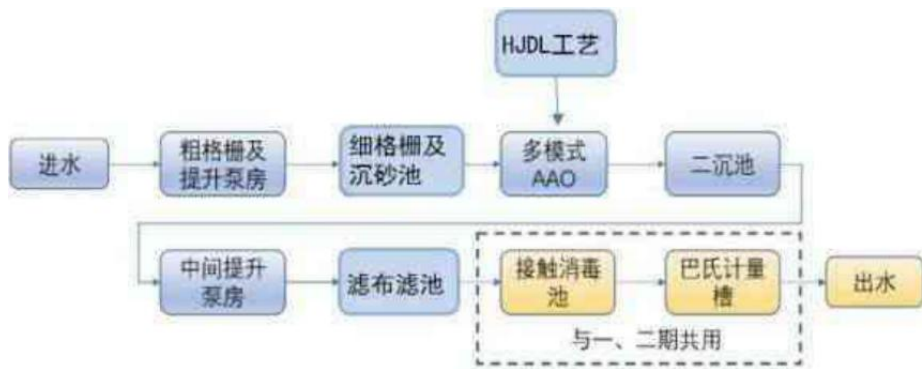 HJDL工艺
进水
粗格栅及
提升泵房
细格栅及
沉砂池
多模式
AAO
二沉池
中间提升
泵房
滤布滤池
接触消毒
池
巴氏计量
槽
出水
与一、二期共用